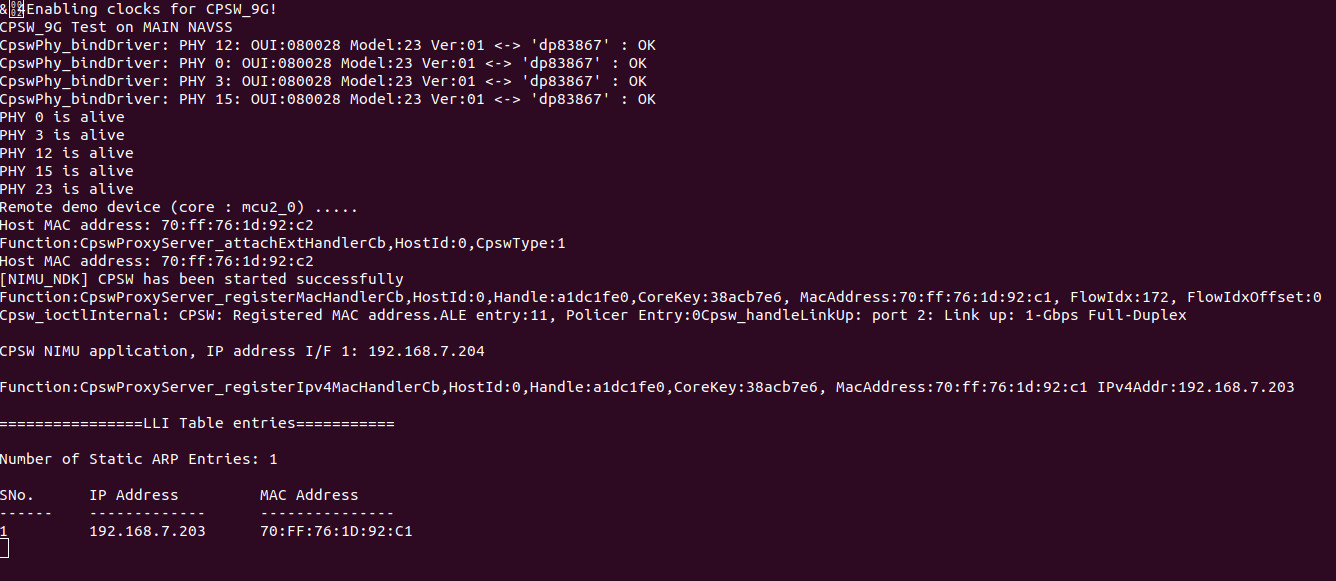 &4Enabling clocks for CPSW_9G!
CPSW_9G Test on MAIN NAVSS
CpswPhy_bindDriver: PHY 12: OUI:080028 Model:23 Ver:01 <-> 'dp83867' : OK
CpswPhy_bindDriver: PHY 0: OUI:080028 Model:23 Ver:01 <-> 'dp83867' : OK
CpswPhy_bindDriver: PHY 3: OUI:080028 Model:23 Ver:01 <-> 'dp83867' : OK
CpswPhy_bindDriver: PHY 15: OUI:080028 Model:23 Ver:01 <-> 'dp83867' : OK
PHY 0 is alive
PHY 3 is alive
PHY 12 is alive
PHY 15 is alive
PHY 23 is alive
Remote demo device (core : mcu2_0) .....
Host MAC address: 70:ff:76:1d:92:c2
Function:CpswProxyServer_attachExtHandlerCb,HostId:0,CpswType:1
Host MAC address: 70:ff:76:1d:92:c2
[NIMU_NDK] CPSW has been started successfully
Function:CpswProxyServer_registerMacHandlerCb,HostId:0,Handle:a1dc1fe0,CoreKey:38acb7e6, MacAddress:70:ff:76:1d:92:c1, FlowIdx:172, FlowIdxOffset:0
Cpsw_ioctlInternal: CPSW: Registered MAC address.ALE entry:11, Policer Entry:0Cpsw_handleLinkUp: port 2: Link up: 1-Gbps Full-Duplex
CPSW NIMU application, IP address I/F 1: 192.168.7.204
Function:CpswProxyServer_registerIpv4MacHandlerCb,HostId:0,Handle:a1dc1fe0,CoreKey:38acb7e6, MacAddress:70:ff:76:1d:92:c1 IPv4Addr:192.168.7.203
================LLI Table entries===========
Number of Static ARP Entries: 1
SNo.      IP Address         MAC Address
------    -------------      ---------------
1         192.168.7.203      70:FF:76:1D:92:C1